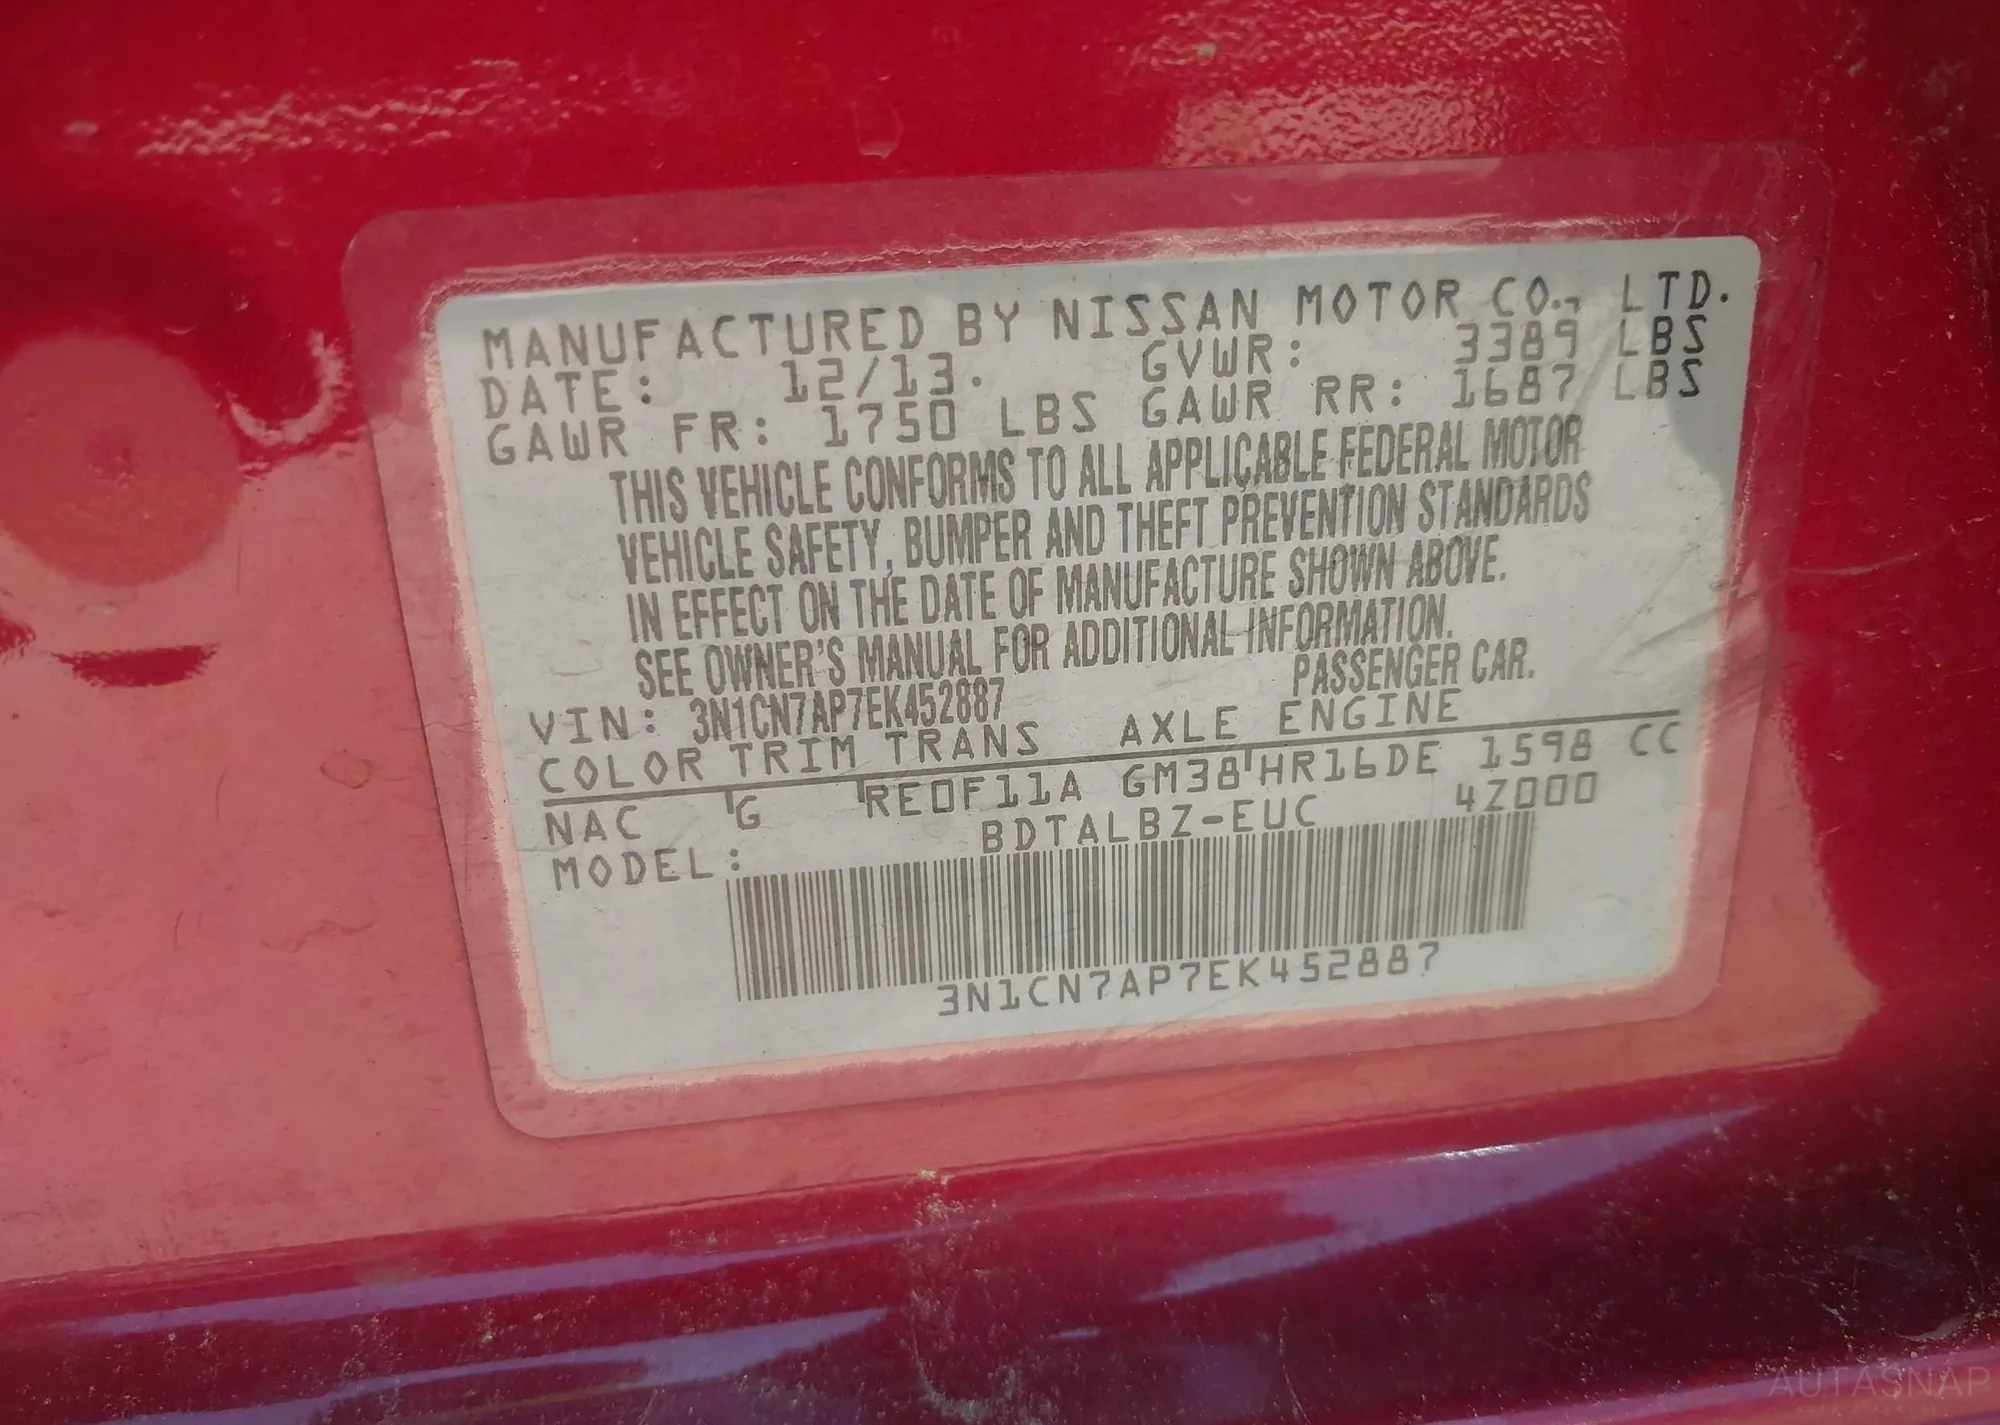 MANUFACTURED BY NISSAN MOTOR CO., LTD.
DATE: 12/13. GVWR: 3389 LBS
GAWR FR: 1750 LBS GAWR RR: 1687 LBS
THIS VEHICLE CONFORMS TO ALL APPLICABLE FEDERAL MOTOR
VEHICLE SAFETY, BUMPER AND THEFT PREVENTION STANDARDS
IN EFFECT ON THE DATE OF MANUFACTURE SHOWN ABOVE.
SEE OWNER'S MANUAL FOR ADDITIONAL INFORMATION.
VIN: 3N1CN7AP7EK452887 PASSENGER CAR.
COLOR TRIM TRANS AXLE ENGINE
NAC G RE0F11A GM38 HR16DE 1598 CC
MODEL: BDTALBZ-EUC 4Z000
3N1CN7AP7EK452887
AUTASNAP